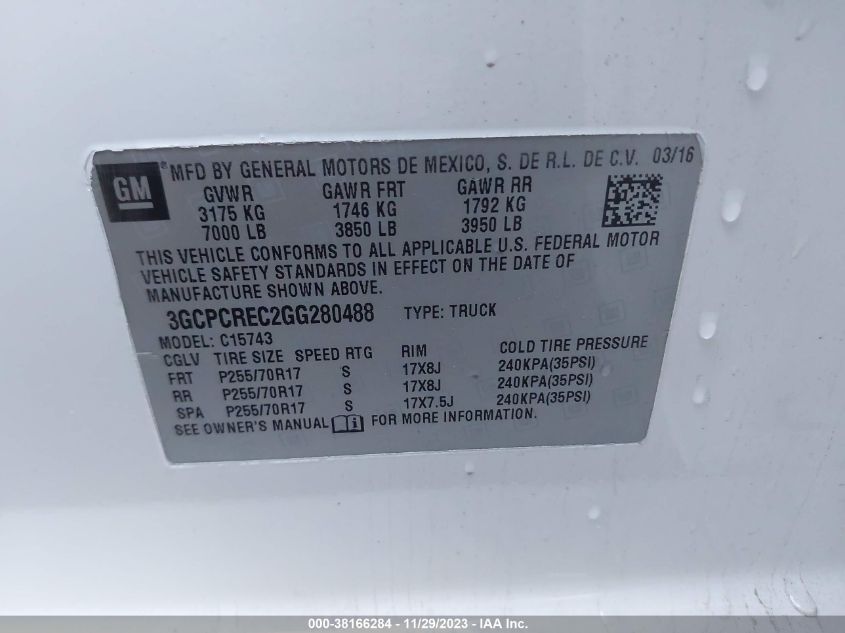 GM ® MFD BY GENERAL MOTORS DE MEXICO, S. DE R.L. DE C.V. 03/16
GVWR GAWR FRT GAWR RR
3175 KG 1746 KG 1792 KG
7000 LB 3850 LB 3950 LB
THIS VEHICLE CONFORMS TO ALL APPLICABLE U.S. FEDERAL MOTOR
VEHICLE SAFETY STANDARDS IN EFFECT ON THE DATE OF
MANUFACTURE SHOWN ABOVE.
3GCPCREC2GG280488 TYPE: TRUCK
MODEL: C15743
CGLV TIRE SIZE SPEED RTG RIM COLD TIRE PRESSURE
FRT P255/70R17 S 17X8J 240KPA(35PSI)
RR P255/70R17 S 17X8J 240KPA(35PSI)
SPA P255/70R17 S 17X7.5J 240KPA(35PSI)
SEE OWNER'S MANUAL FOR MORE INFORMATION.
000-38166284 - 11/29/2023 - IAA Inc.